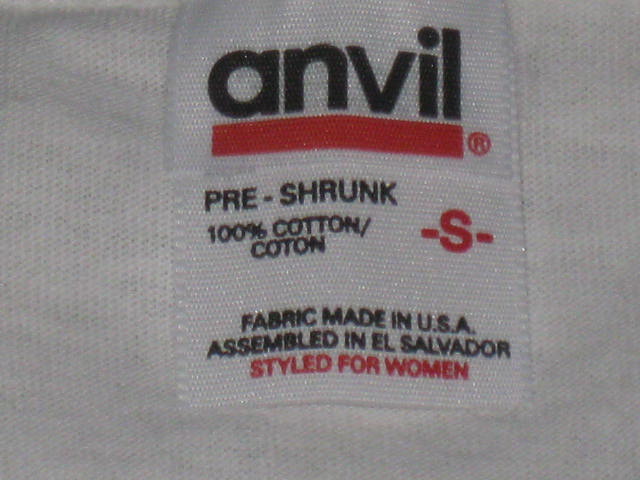 anvil®
PRE - SHRUNK
100% COTTON/
COTON
-S-
FABRIC MADE IN U.S.A.
ASSEMBLED IN EL SALVADOR
STYLED FOR WOMEN